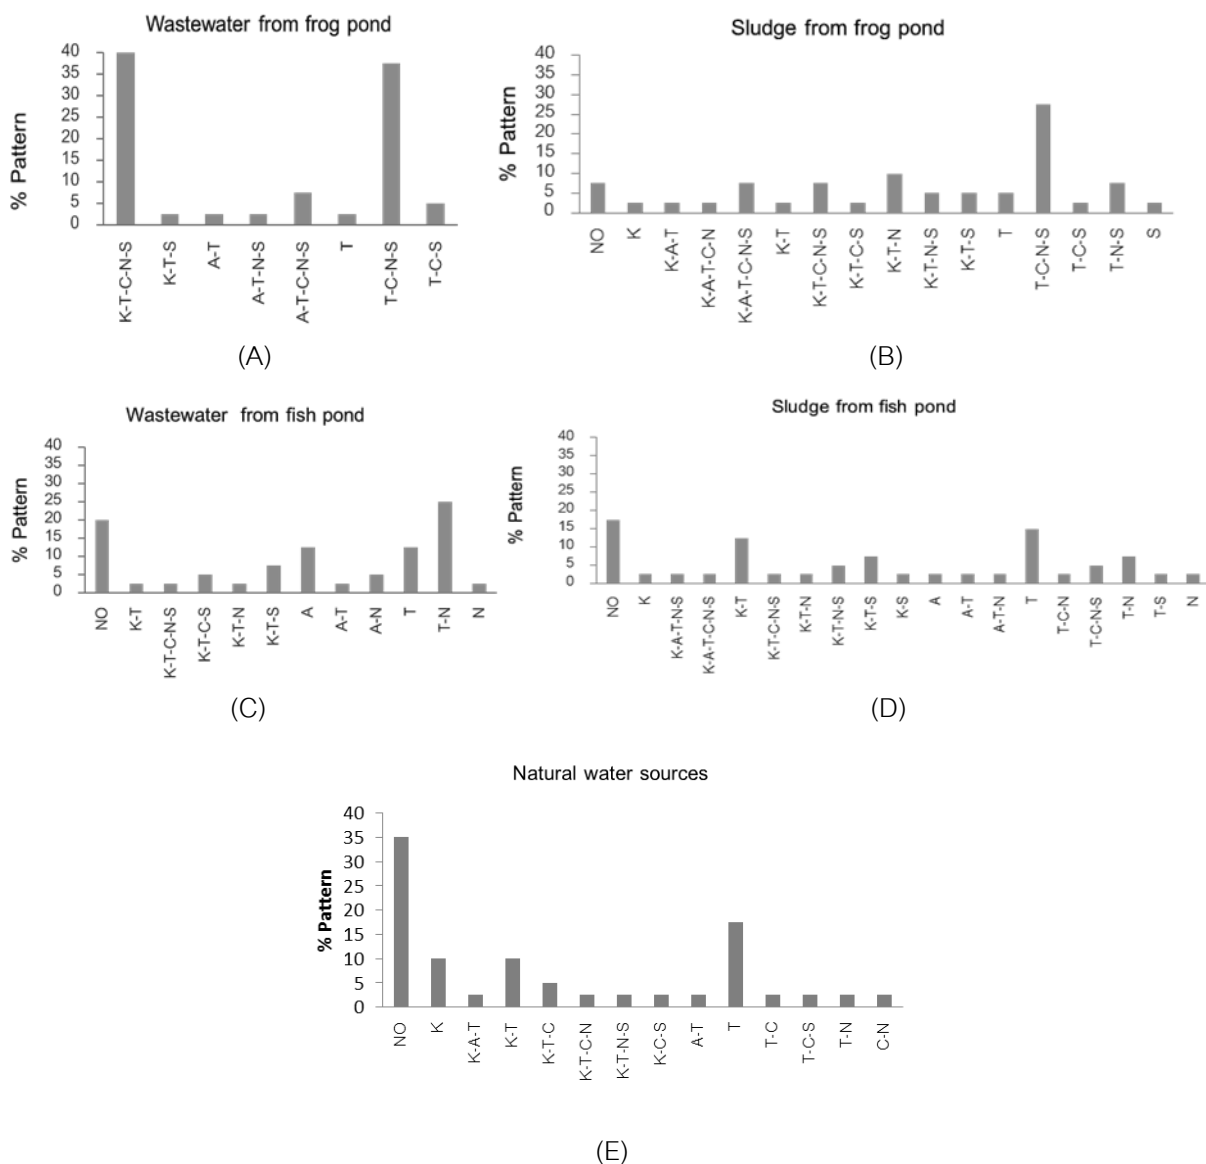 Wastewater from frog pond
% Pattern
40
35
30
25
20
15
10
5
0
K-T-C-N-S
K-T-S
A-T
A-T-N-S
A-T-C-N-S
T
T-C-N-S
T-C-S
(A)
Sludge from frog pond
% Pattern
40
35
30
25
20
15
10
5
0
NO
K
K-A-T
K-A-T-C-N
K-A-T-C-N-S
K-T
K-T-C-N-S
K-T-C-S
K-T-N
K-T-N-S
K-T-S
T
T-C-N-S
T-C-S
T-N-S
S
(B)
Wastewater from fish pond
% Pattern
40
35
30
25
20
15
10
5
0
NO
K-T
K-T-C-N-S
K-T-C-S
K-T-N
K-T-S
A
A-T
A-N
T
T-N
N
(C)
Sludge from fish pond
% Pattern
40
35
30
25
20
15
10
5
0
NO
K
K-A-T-N-S
K-A-T-C-N-S
K-T
K-T-C-N-S
K-T-N
K-T-N-S
K-T-S
K-S
A
A-T
A-T-N
T
T-C-N
T-C-N-S
T-N
T-S
N
(D)
Natural water sources
% Pattern
40
35
30
25
20
15
10
5
0
NO
K
K-A-T
K-T
K-T-C
K-T-C-N
K-T-N-S
K-C-S
A-T
T
T-C
T-C-S
T-N
C-N
(E)